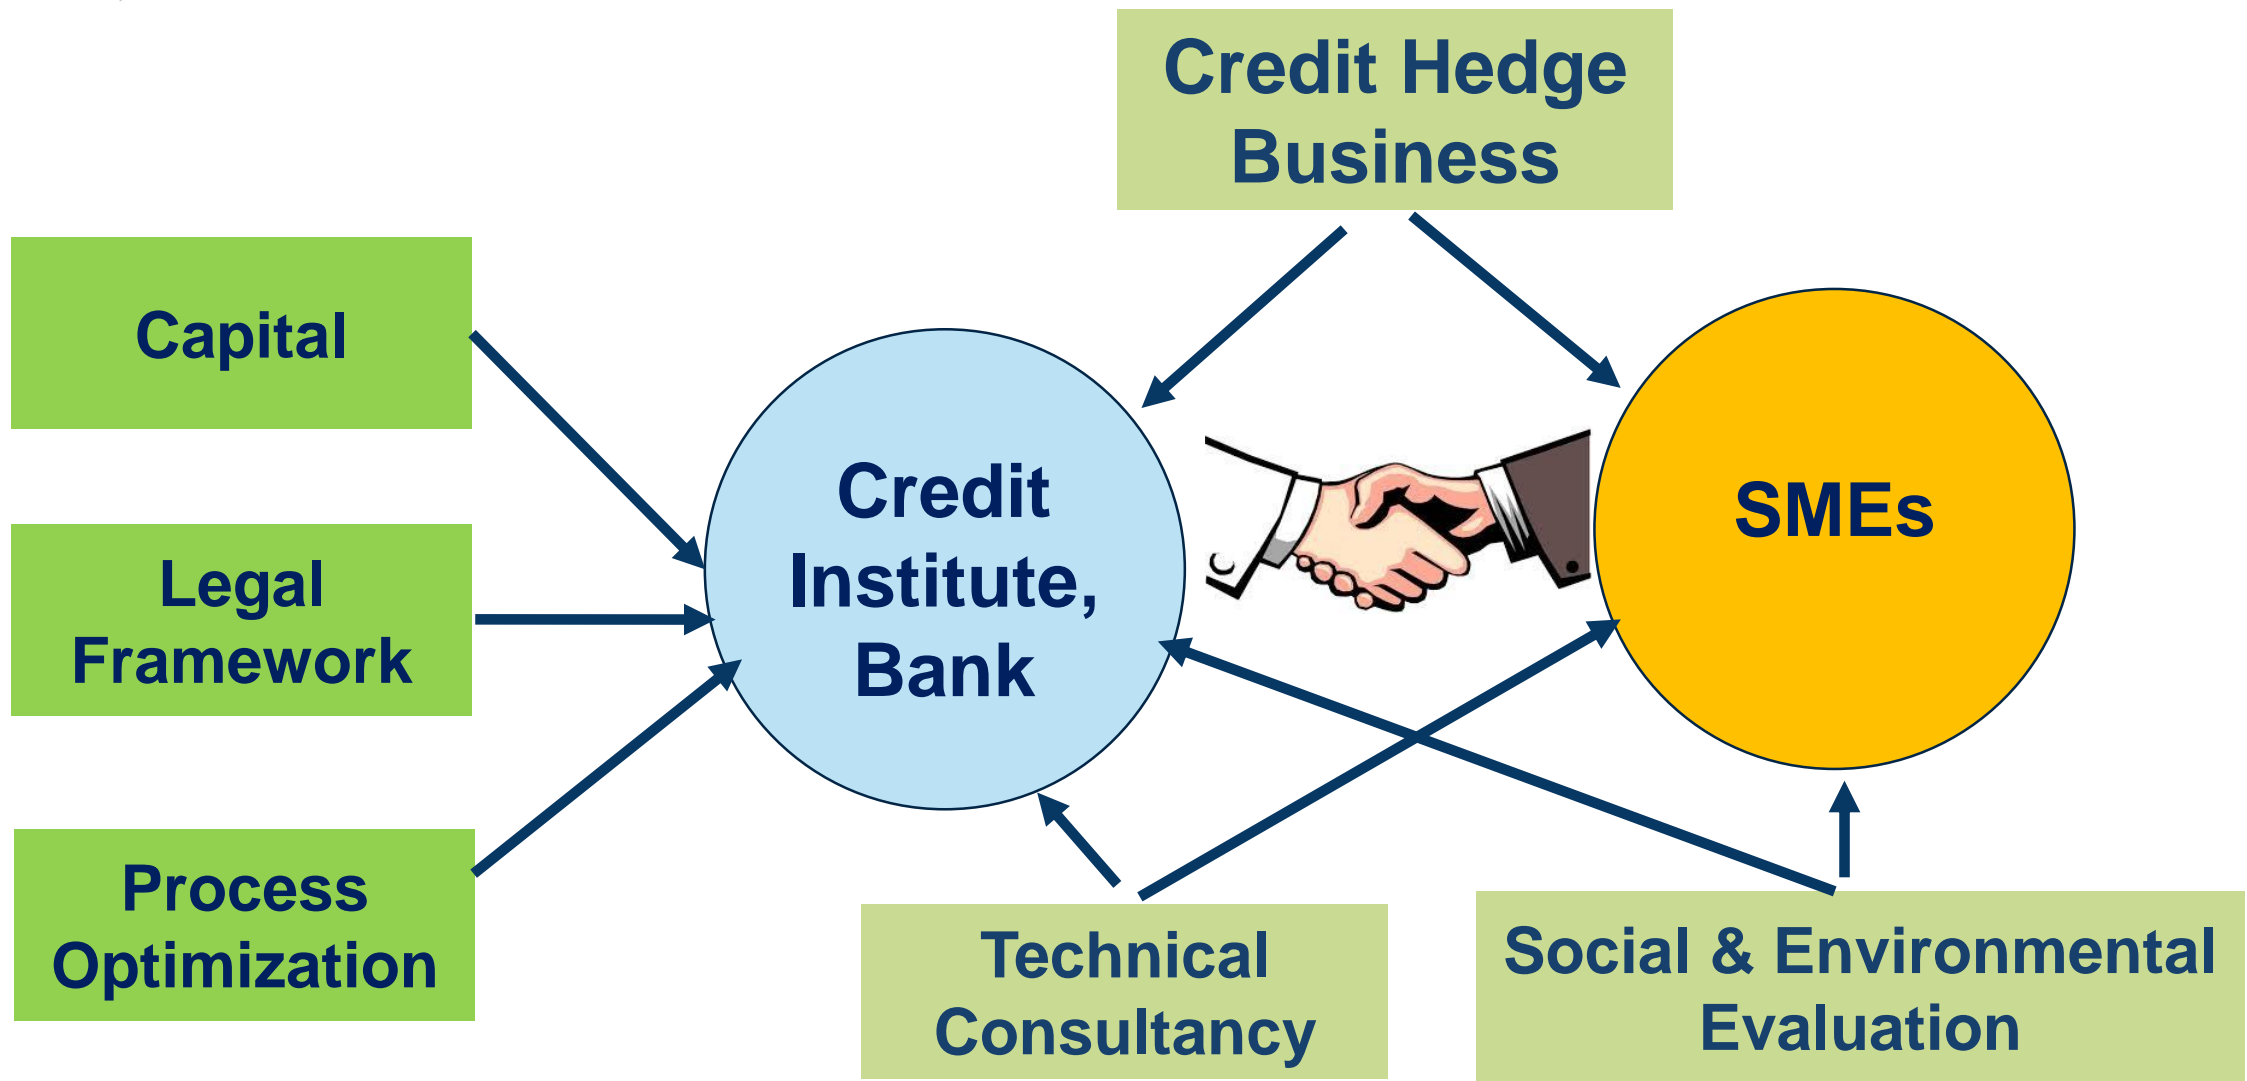 Credit Hedge
Business
Capital
Legal
Framework
Process
Optimization
Credit
Institute,
Bank
SMEs
Technical
Consultancy
Social & Environmental
Evaluation